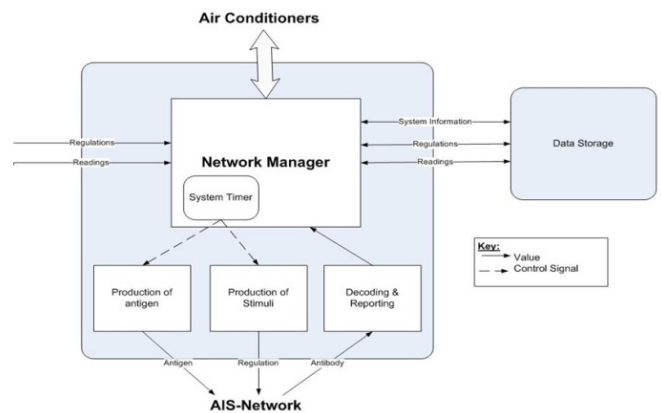 Air Conditioners
Regulations
Readings
Network Manager
System Timer
System Information
Regulations
Readings
Data Storage
Key:
Value
Control Signal
Production of
antigen
Production of
Stimuli
Decoding &
Reporting
Antigen
Regulation
Antibody
AIS-Network